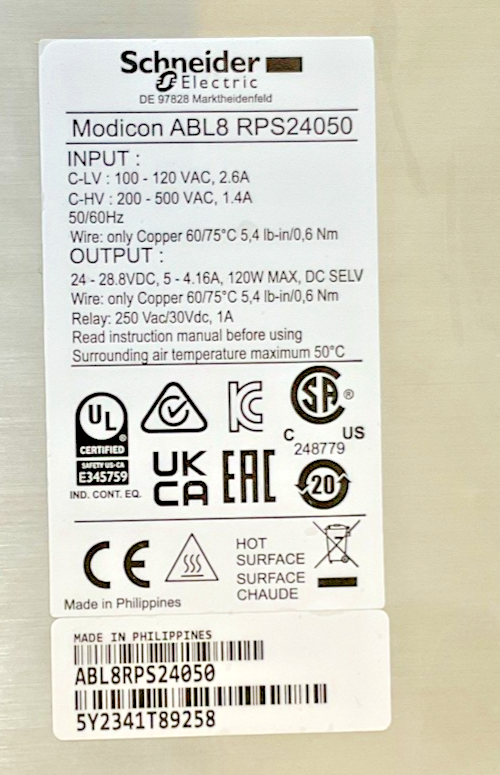 Schneider
Electric
DE 97828 Marktheidenfeld
Modicon ABL8 RPS24050
INPUT :
C-LV : 100 - 120 VAC, 2.6A
C-HV : 200 - 500 VAC, 1.4A
50/60Hz
Wire: only Copper 60/75°C 5,4 lb-in/0,6 Nm
OUTPUT :
24 - 28.8VDC, 5 - 4.16A, 120W MAX, DC SELV
Wire: only Copper 60/75°C 5,4 lb-in/0,6 Nm
Relay: 250 Vac/30Vdc, 1A
Read instruction manual before using
Surrounding air temperature maximum 50°C
UL
®
CERTIFIED
SAFETY US-CA
E345759
IND. CONT. EQ.
KC
SA ®
C US
248779
UK
CA
EAC
20
CE
HOT
SURFACE
SURFACE
CHAUDE
Made in Philippines
MADE IN PHILIPPINES
ABL8RPS24050
5Y2341T89258